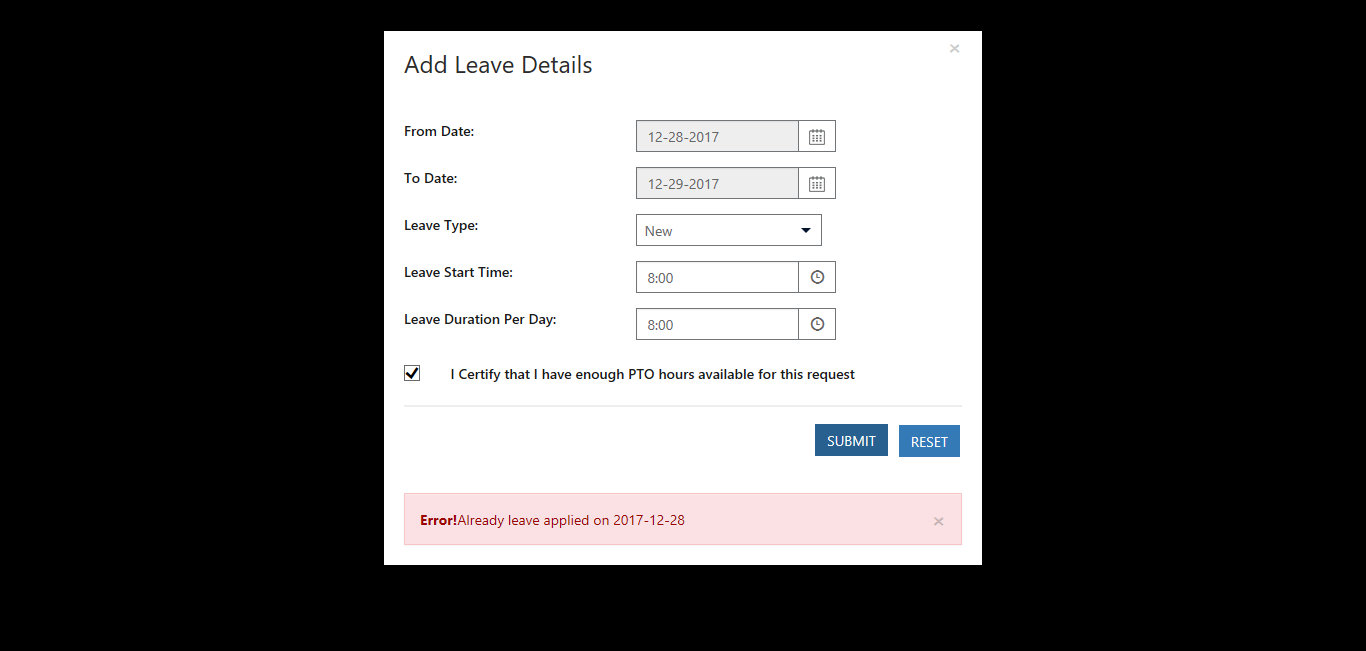 ×
Add Leave Details
From Date: 12-28-2017
To Date: 12-29-2017
Leave Type: New
Leave Start Time: 8:00
Leave Duration Per Day: 8:00
I Certify that I have enough PTO hours available for this request
SUBMIT RESET
Error!Already leave applied on 2017-12-28 ×